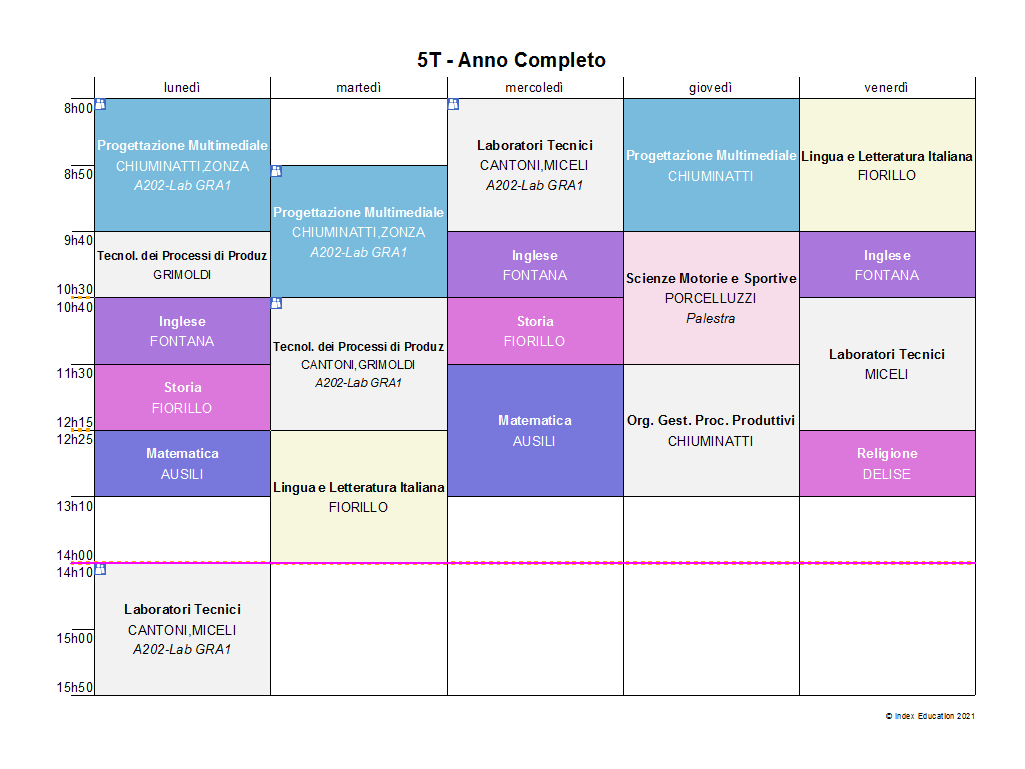 5T - Anno Completo
lunedì
martedì
mercoledì
giovedì
venerdì
8h00
8h50
9h40
10h30
10h40
11h30
12h15
12h25
13h10
14h00
14h10
15h00
15h50
Progettazione Multimediale
CHIUMINATTI,ZONZA
A202-Lab GRA1
Tecnol. dei Processi di Produz
GRIMOLDI
Inglese
FONTANA
Storia
FIORILLO
Matematica
AUSILI
Laboratori Tecnici
CANTONI,MICELI
A202-Lab GRA1
Progettazione Multimediale
CHIUMINATTI,ZONZA
A202-Lab GRA1
Tecnol. dei Processi di Produz
CANTONI,GRIMOLDI
A202-Lab GRA1
Lingua e Letteratura Italiana
FIORILLO
Laboratori Tecnici
CANTONI,MICELI
A202-Lab GRA1
Inglese
FONTANA
Storia
FIORILLO
Matematica
AUSILI
Progettazione Multimediale
CHIUMINATTI
Scienze Motorie e Sportive
PORCELLUZZI
Palestra
Org. Gest. Proc. Produttivi
CHIUMINATTI
Lingua e Letteratura Italiana
FIORILLO
Inglese
FONTANA
Laboratori Tecnici
MICELI
Religione
DELISE
© Index Education 2021